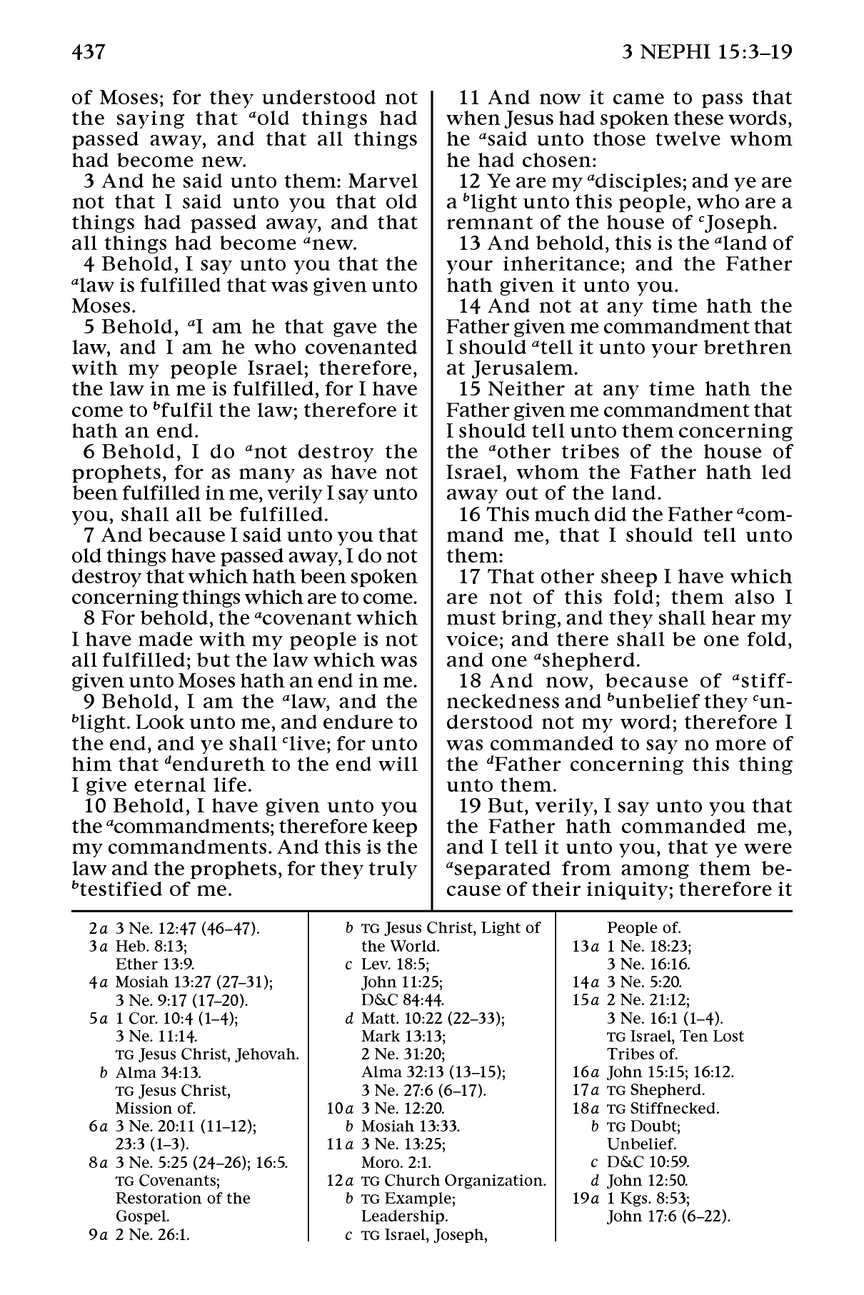 437
3 NEPHI 15:3–19
of Moses; for they understood not
the saying that ᵃold things had
passed away, and that all things
had become new.
3 And he said unto them: Marvel
not that I said unto you that old
things had passed away, and that
all things had become ᵃnew.
4 Behold, I say unto you that the
ᵃlaw is fulfilled that was given unto
Moses.
5 Behold, ᵃI am he that gave the
law, and I am he who covenanted
with my people Israel; therefore,
the law in me is fulfilled, for I have
come to ᵇfulfil the law; therefore it
hath an end.
6 Behold, I do ᵃnot destroy the
prophets, for as many as have not
been fulfilled in me, verily I say unto
you, shall all be fulfilled.
7 And because I said unto you that
old things have passed away, I do not
destroy that which hath been spoken
concerning things which are to come.
8 For behold, the ᵃcovenant which
I have made with my people is not
all fulfilled; but the law which was
given unto Moses hath an end in me.
9 Behold, I am the ᵃlaw, and the
ᵇlight. Look unto me, and endure to
the end, and ye shall ᶜlive; for unto
him that ᵈendureth to the end will
I give eternal life.
10 Behold, I have given unto you
the ᵃcommandments; therefore keep
my commandments. And this is the
law and the prophets, for they truly
ᵇtestified of me.
11 And now it came to pass that
when Jesus had spoken these words,
he ᵃsaid unto those twelve whom
he had chosen:
12 Ye are my ᵃdisciples; and ye are
a ᵇlight unto this people, who are a
remnant of the house of ᶜJoseph.
13 And behold, this is the ᵃland of
your inheritance; and the Father
hath given it unto you.
14 And not at any time hath the
Father given me commandment that
I should ᵃtell it unto your brethren
at Jerusalem.
15 Neither at any time hath the
Father given me commandment that
I should tell unto them concerning
the ᵃother tribes of the house of
Israel, whom the Father hath led
away out of the land.
16 This much did the Father ᵃcom-
mand me, that I should tell unto
them:
17 That other sheep I have which
are not of this fold; them also I
must bring, and they shall hear my
voice; and there shall be one fold,
and one ᵃshepherd.
18 And now, because of ᵃstiff-
neckedness and ᵇunbelief they ᶜun-
derstood not my word; therefore I
was commanded to say no more of
the ᵈFather concerning this thing
unto them.
19 But, verily, I say unto you that
the Father hath commanded me,
and I tell it unto you, that ye were
ᵃseparated from among them be-
cause of their iniquity; therefore it
2a 3 Ne. 12:47 (46–47).
3a Heb. 8:13;
Ether 13:9.
4a Mosiah 13:27 (27–31);
3 Ne. 9:17 (17–20).
5a 1 Cor. 10:4 (1–4);
3 Ne. 11:14.
TG Jesus Christ, Jehovah.
b Alma 34:13.
TG Jesus Christ,
Mission of.
6a 3 Ne. 20:11 (11–12);
23:3 (1–3).
8a 3 Ne. 5:25 (24–26); 16:5.
TG Covenants;
Restoration of the
Gospel.
9a 2 Ne. 26:1.
b TG Jesus Christ, Light of
the World.
c Lev. 18:5;
John 11:25;
D&C 84:44.
d Matt. 10:22 (22–33);
Mark 13:13;
2 Ne. 31:20;
Alma 32:13 (13–15);
3 Ne. 27:6 (6–17).
10a 3 Ne. 12:20.
b Mosiah 13:33.
11a 3 Ne. 13:25;
Moro. 2:1.
12a TG Church Organization.
b TG Example;
Leadership.
c TG Israel, Joseph,
People of.
13a 1 Ne. 18:23;
3 Ne. 16:16.
14a 3 Ne. 5:20.
15a 2 Ne. 21:12;
3 Ne. 16:1 (1–4).
TG Israel, Ten Lost
Tribes of.
16a John 15:15; 16:12.
17a TG Shepherd.
18a TG Stiffnecked.
b TG Doubt;
Unbelief.
c D&C 10:59.
d John 12:50.
19a 1 Kgs. 8:53;
John 17:6 (6–22).